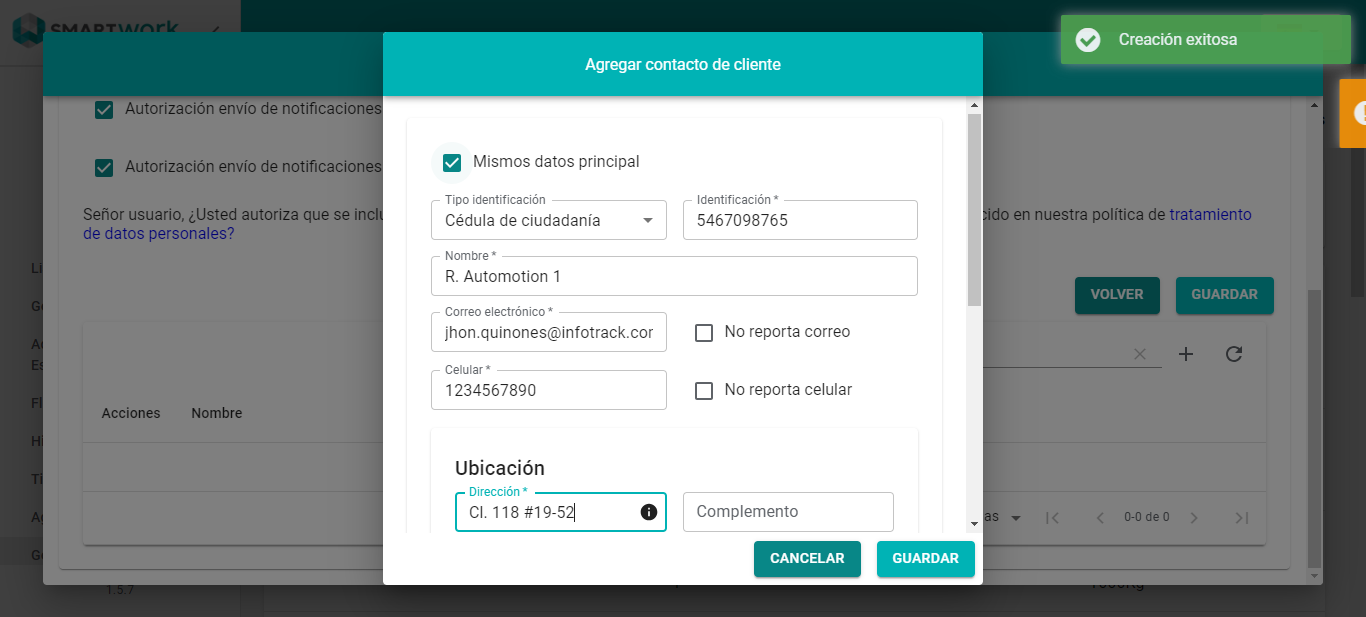 SMARTWORK
Creación exitosa
Agregar contacto de cliente
Autorización envío de notificaciones
Autorización envío de notificaciones
Señor usuario, ¿Usted autoriza que se
cido en nuestra política de tratamiento
de datos personales?
VOLVER
GUARDAR
Acciones
Nombre
as
0-0 de 0
1.5.7
Mismos datos principal
Tipo identificación
Cédula de ciudadanía
Identificación *
5467098765
Nombre *
R. Automotion 1
Correo electrónico *
jhon.quinones@infotrack.cor
No reporta correo
Celular *
1234567890
No reporta celular
Ubicación
Dirección *
Cl. 118 #19-52
Complemento
CANCELAR
GUARDAR